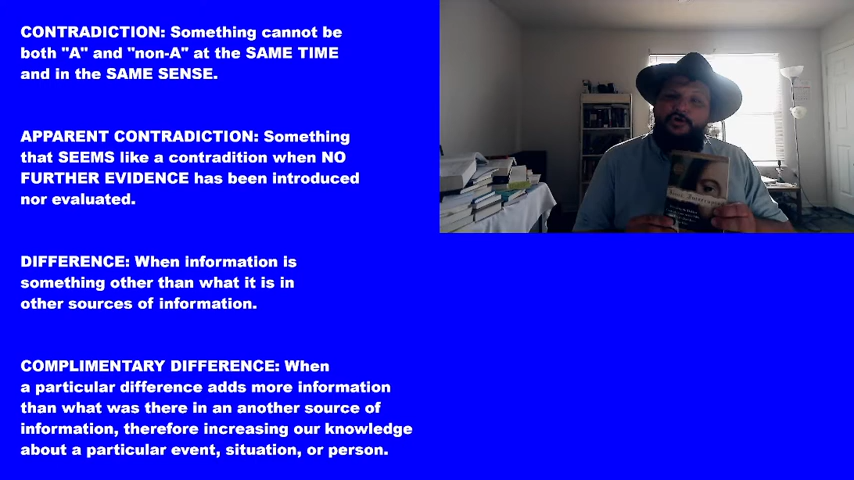 CONTRADICTION: Something cannot be
both "A" and "non-A" at the SAME TIME
and in the SAME SENSE.
APPARENT CONTRADICTION: Something
that SEEMS like a contradition when NO
FURTHER EVIDENCE has been introduced
nor evaluated.
DIFFERENCE: When information is
something other than what it is in
other sources of information.
COMPLIMENTARY DIFFERENCE: When
a particular difference adds more information
than what was there in an another source of
information, therefore increasing our knowledge
about a particular event, situation, or person.